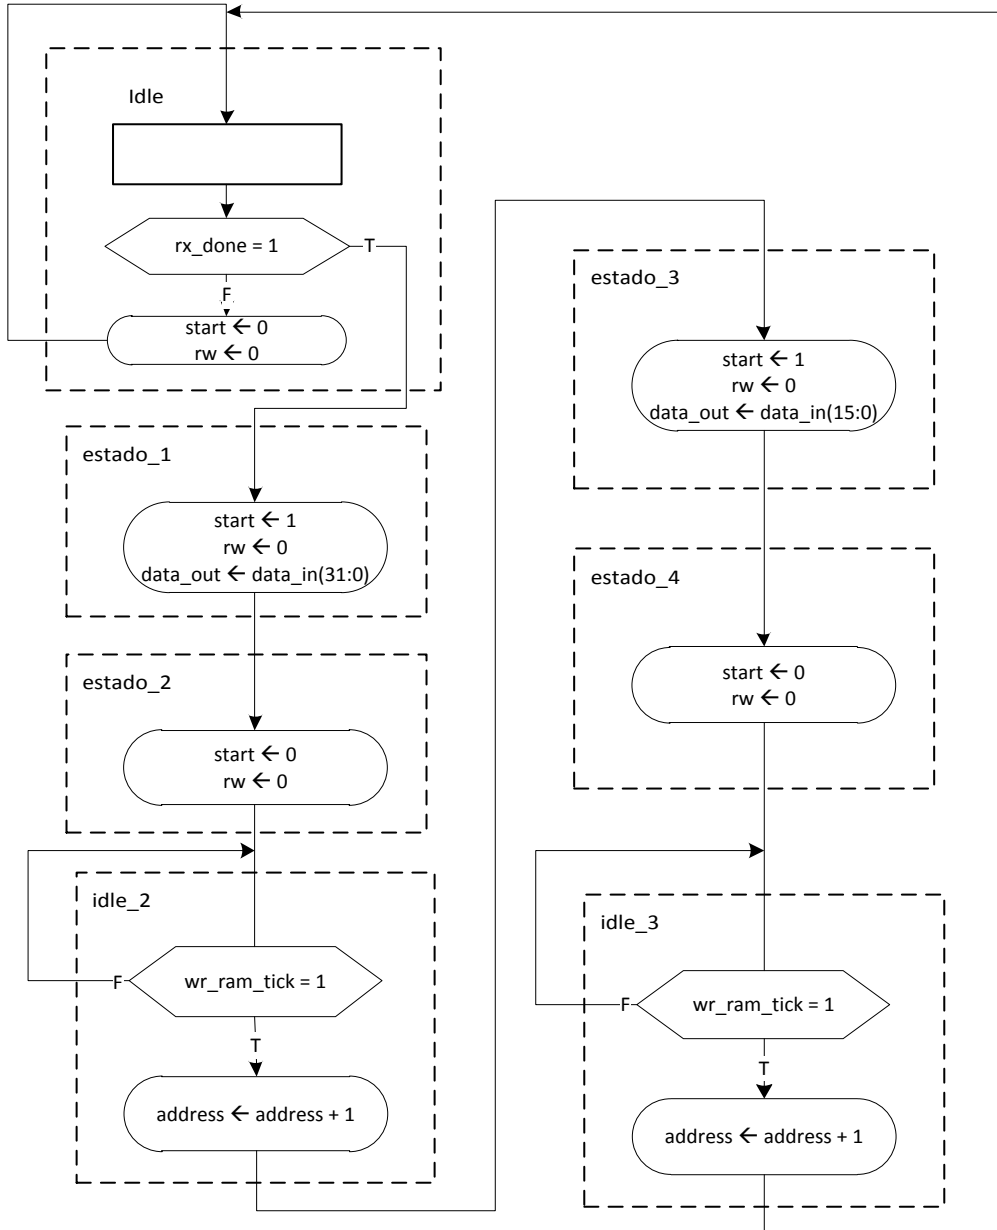 Idle
rx_done = 1
T
F
start ← 0
rw ← 0
estado_1
start ← 1
rw ← 0
data_out ← data_in(31:0)
estado_2
start ← 0
rw ← 0
idle_2
wr_ram_tick = 1
F
T
address ← address + 1
estado_3
start ← 1
rw ← 0
data_out ← data_in(15:0)
estado_4
start ← 0
rw ← 0
idle_3
wr_ram_tick = 1
F
T
address ← address + 1